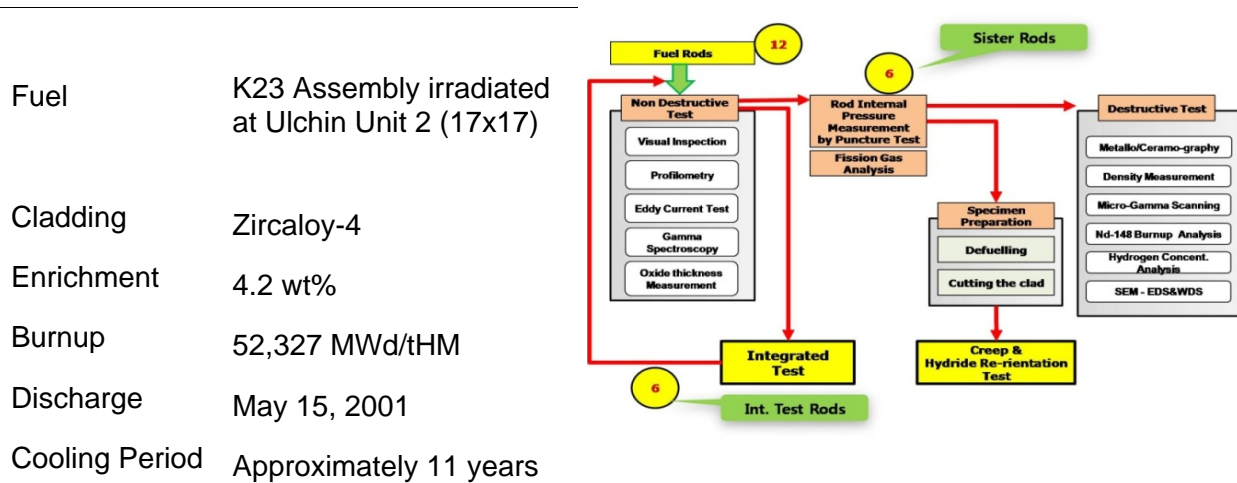 Fuel
K23 Assembly irradiated
at Ulchin Unit 2 (17x17)
Cladding
Zircaloy-4
Enrichment
4.2 wt%
Burnup
52,327 MWd/tHM
Discharge
May 15, 2001
Cooling Period
Approximately 11 years
Fuel Rods
12
Sister Rods
6
Non Destructive
Test
Visual Inspection
Profilometry
Eddy Current Test
Gamma
Spectroscopy
Oxide thickness
Measurement
Rod Internal
Pressure
Measurement
by Puncture Test
Fission Gas
Analysis
Destructive Test
Metallo/Ceramo-graphy
Density Measurement
Micro-Gamma Scanning
Nd-148 Burnup Analysis
Hydrogen Concent.
Analysis
SEM - EDS&WDS
Specimen
Preparation
Defuelling
Cutting the clad
Integrated
Test
Creep &
Hydride Re-rientation
Test
6
Int. Test Rods